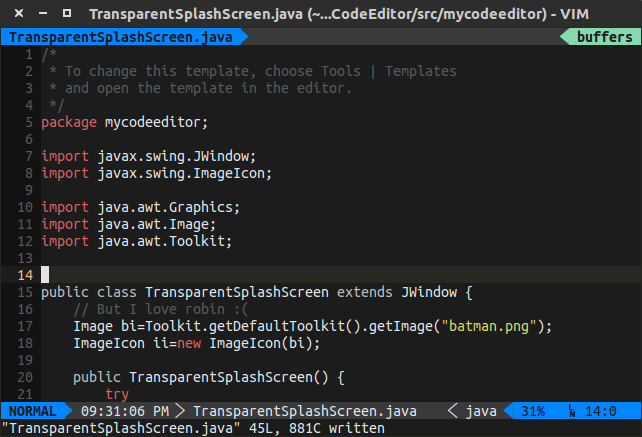 TransparentSplashScreen.java (~...CodeEditor/src/mycodeeditor) - VIM
TransparentSplashScreen.java buffers
1 /*
2  * To change this template, choose Tools | Templates
3  * and open the template in the editor.
4  */
5 package mycodeeditor;
6
7 import javax.swing.JWindow;
8 import javax.swing.ImageIcon;
9
10 import java.awt.Graphics;
11 import java.awt.Image;
12 import java.awt.Toolkit;
13
14
15 public class TransparentSplashScreen extends JWindow {
16     // But I love robin :(
17     Image bi=Toolkit.getDefaultToolkit().getImage("batman.png");
18     ImageIcon ii=new ImageIcon(bi);
19
20     public TransparentSplashScreen() {
21         try
NORMAL 09:31:06 PM > TransparentSplashScreen.java < java 31% LN 14:0
"TransparentSplashScreen.java" 45L, 881C written